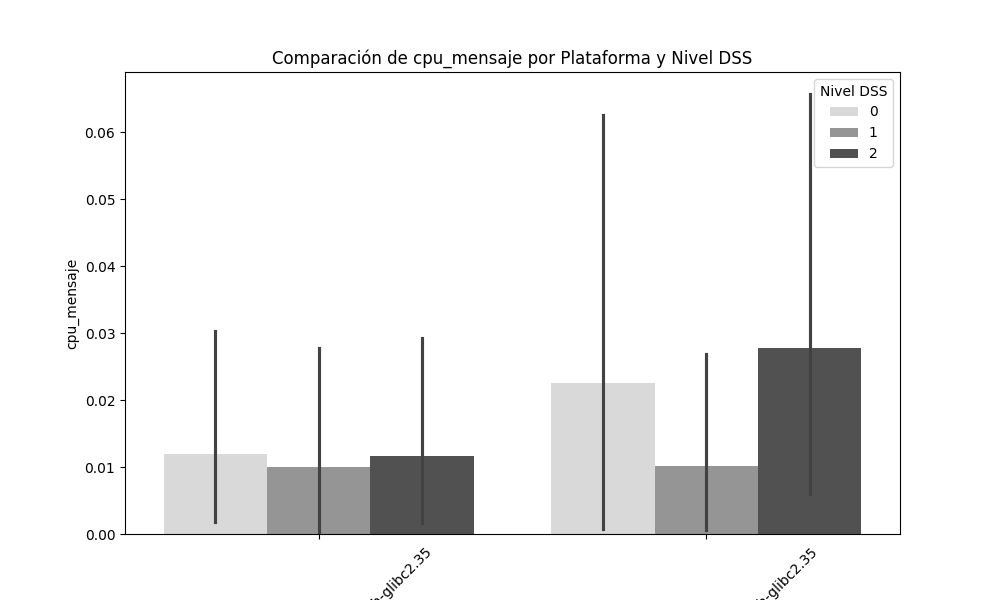 Comparación de cpu_mensaje por Plataforma y Nivel DSS
Nivel DSS
0
1
2
cpu_mensaje
0.06
0.05
0.04
0.03
0.02
0.01
0.00
-glibc2.35
-glibc2.35